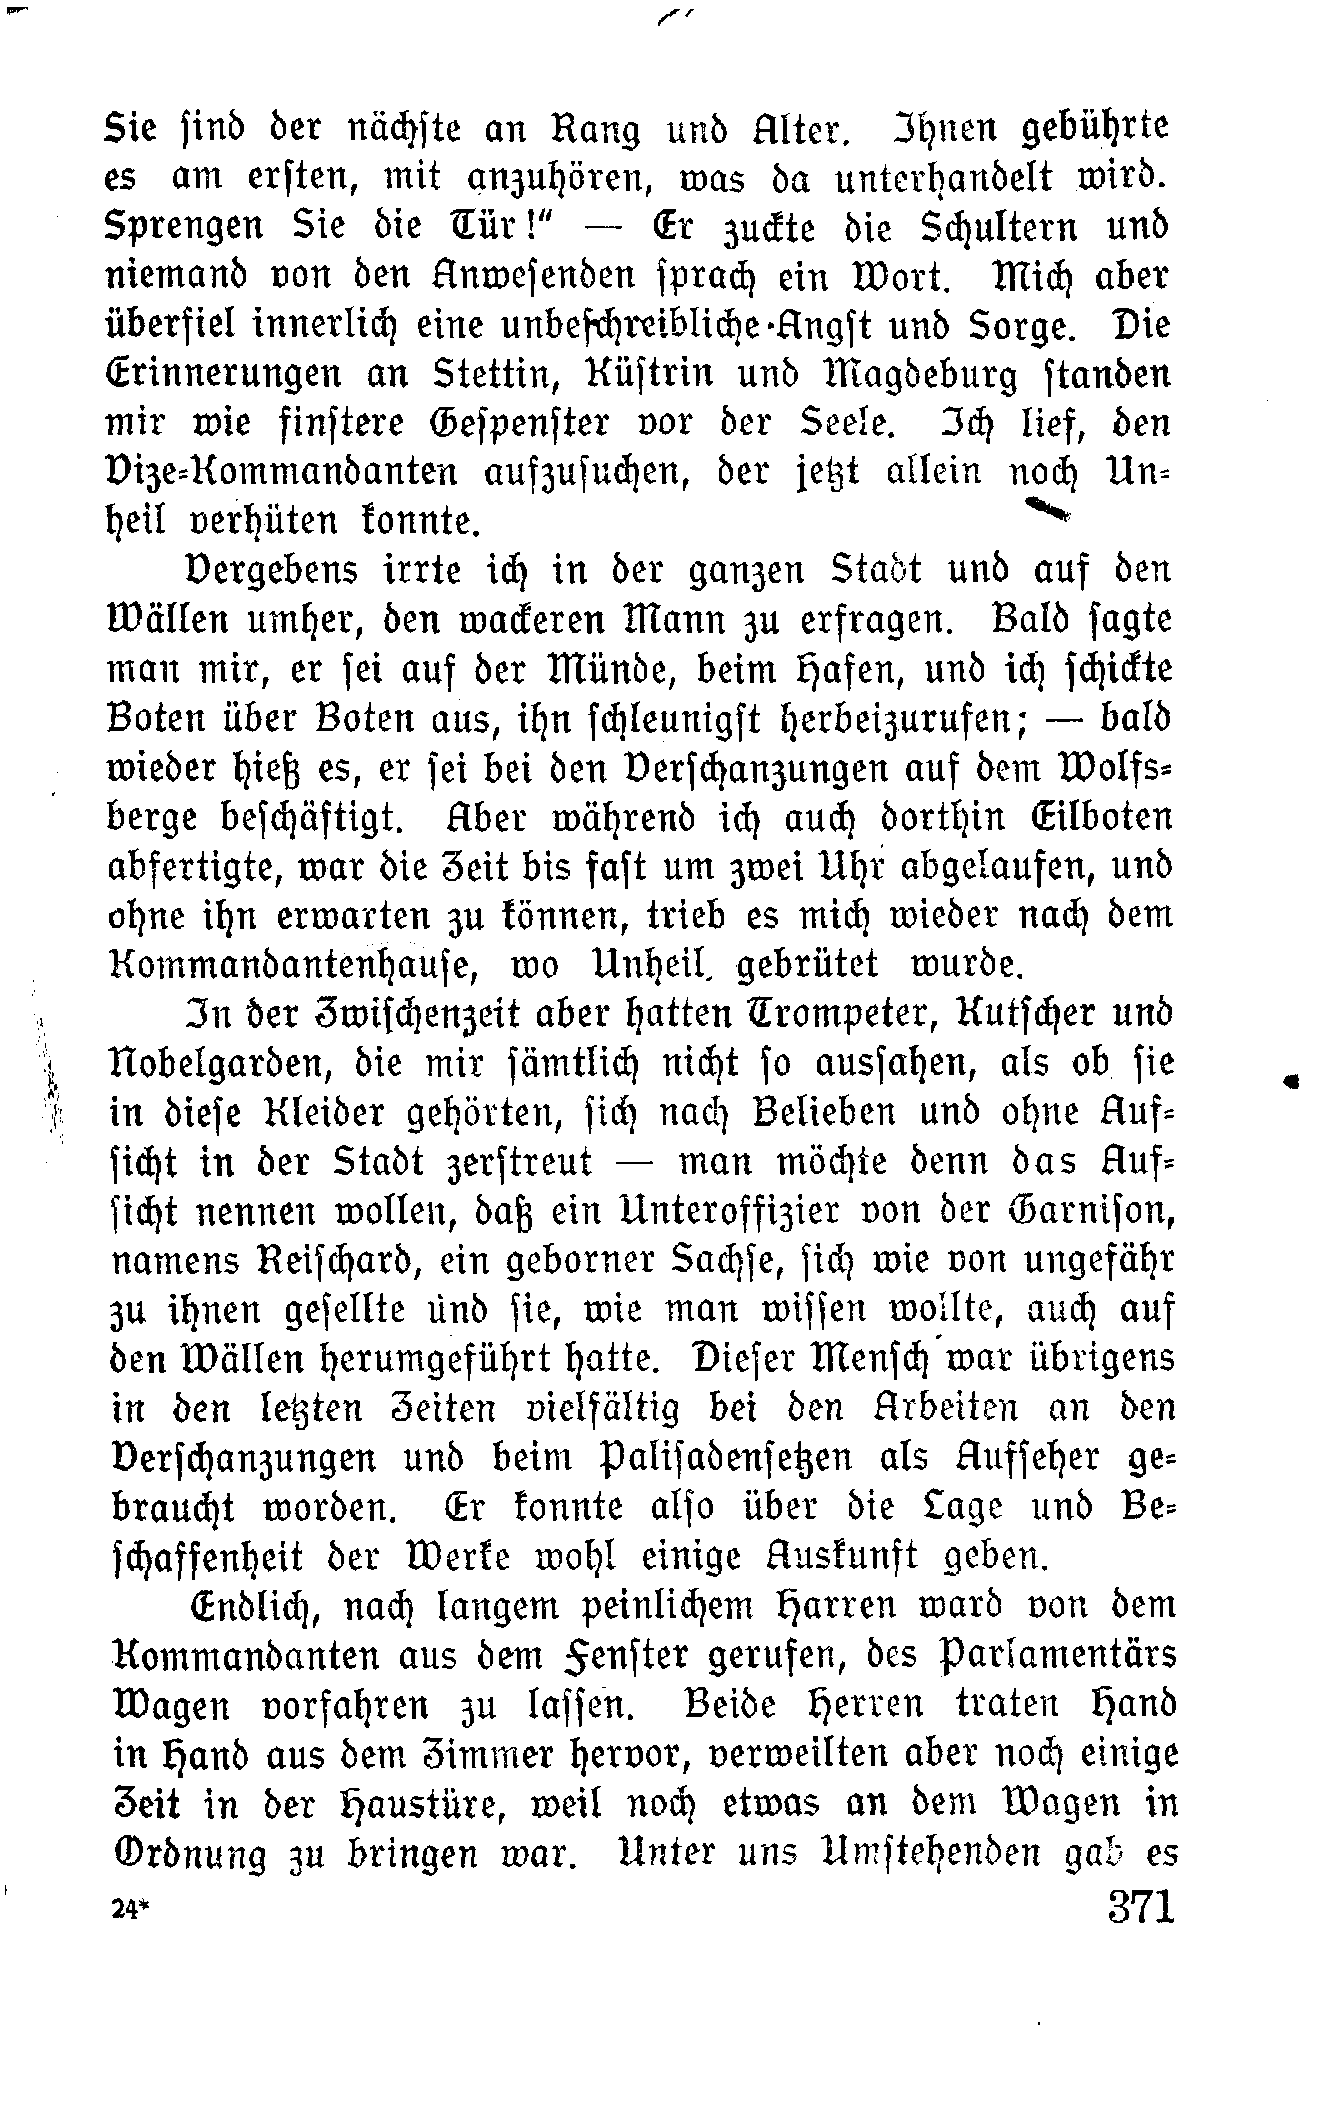 Sie sind der nächste an Rang und Alter. Ihnen gebührte
es am ersten, mit anzuhören, was da unterhandelt wird.
Sprengen Sie die Tür!“ — Er zuckte die Schultern und
niemand von den Anwesenden sprach ein Wort. Mich aber
überfiel innerlich eine unbeschreibliche Angst und Sorge. Die
Erinnerungen an Stettin, Küstrin und Magdeburg standen
mir wie finstere Gespenster vor der Seele. Ich lief, den
Vize-Kommandanten aufzusuchen, der jetzt allein noch Un-
heil verhüten konnte.
Vergebens irrte ich in der ganzen Stadt und auf den
Wällen umher, den wackeren Mann zu erfragen. Bald sagte
man mir, er sei auf der Münde, beim Hafen, und ich schickte
Boten über Boten aus, ihn schleunigst herbeizurufen; — bald
wieder hieß es, er sei bei den Verschanzungen auf dem Wolfs-
berge beschäftigt. Aber während ich auch dorthin Eilboten
abfertigte, war die Zeit bis fast um zwei Uhr abgelaufen, und
ohne ihn erwarten zu können, trieb es mich wieder nach dem
Kommandantenhause, wo Unheil gebrütet wurde.
In der Zwischenzeit aber hatten Trompeter, Kutscher und
Nobelgarden, die mir sämtlich nicht so aussahen, als ob sie
in diese Kleider gehörten, sich nach Belieben und ohne Auf-
sicht in der Stadt zerstreut — man möchte denn das Auf-
sicht nennen wollen, daß ein Unteroffizier von der Garnison,
namens Reischard, ein geborner Sachse, sich wie von ungefähr
zu ihnen gesellte und sie, wie man wissen wollte, auch auf
den Wällen herumgeführt hatte. Dieser Mensch war übrigens
in den letzten Zeiten vielfältig bei den Arbeiten an den
Verschanzungen und beim Palisadensetzen als Aufseher ge-
braucht worden. Er konnte also über die Lage und Be-
schaffenheit der Werke wohl einige Auskunft geben.
Endlich, nach langem peinlichem Harren ward von dem
Kommandanten aus dem Fenster gerufen, des Parlamentärs
Wagen vorfahren zu lassen. Beide Herren traten Hand
in Hand aus dem Zimmer hervor, verweilten aber noch einige
Zeit in der Haustüre, weil noch etwas an dem Wagen in
Ordnung zu bringen war. Unter uns Umstehenden gab es
24* 371